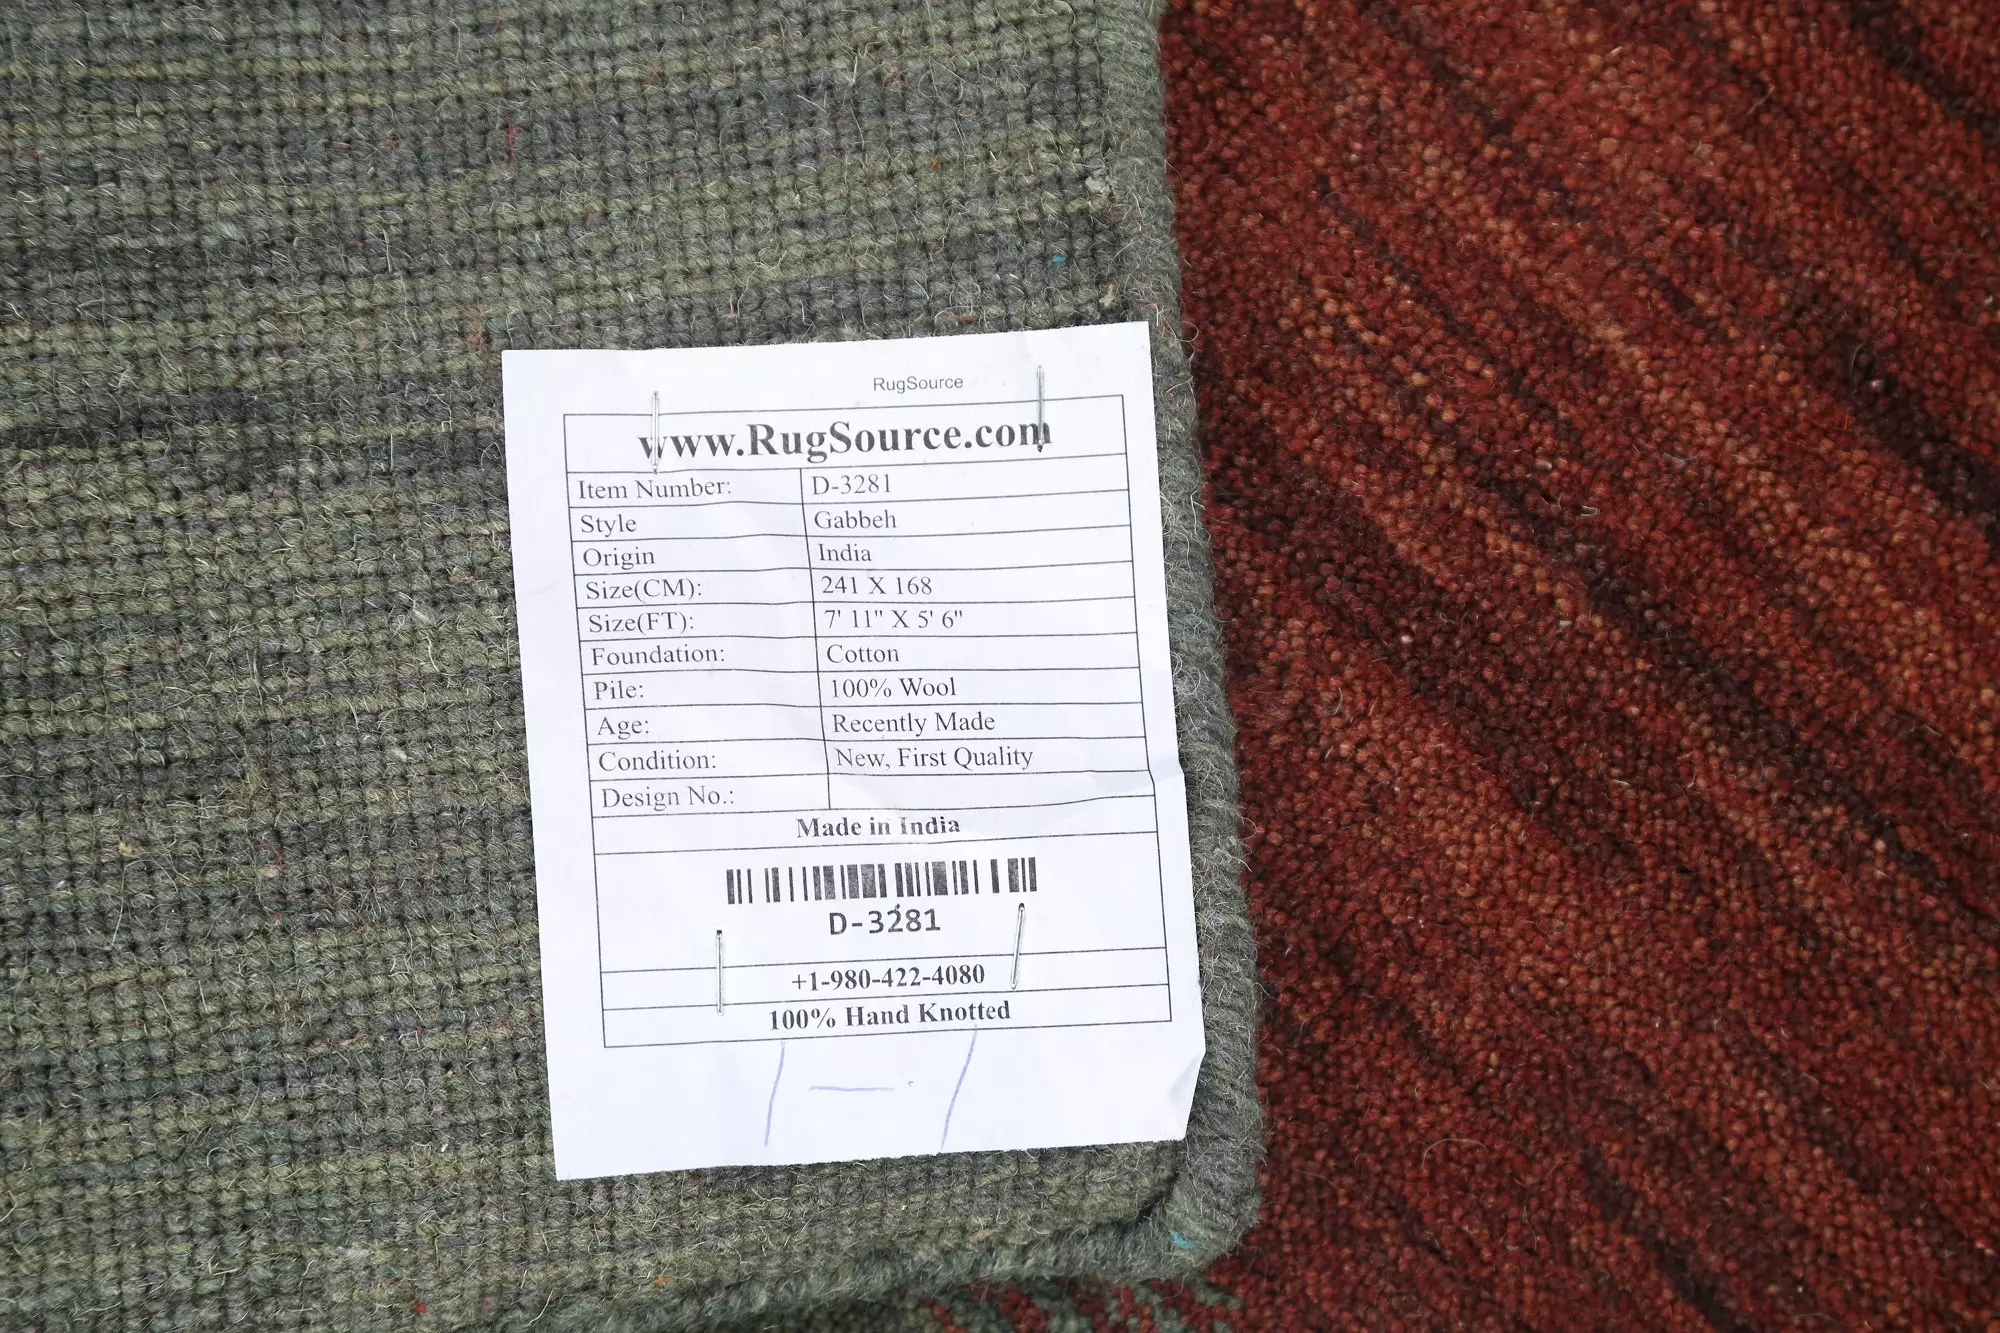 RugSource
www.RugSource.com
Item Number: D-3281
Style Gabbeh
Origin India
Size(CM): 241 X 168
Size(FT): 7' 11" X 5' 6"
Foundation: Cotton
Pile: 100% Wool
Age: Recently Made
Condition: New, First Quality
Design No.:
Made in India
D-3281
+1-980-422-4080
100% Hand Knotted
1-1